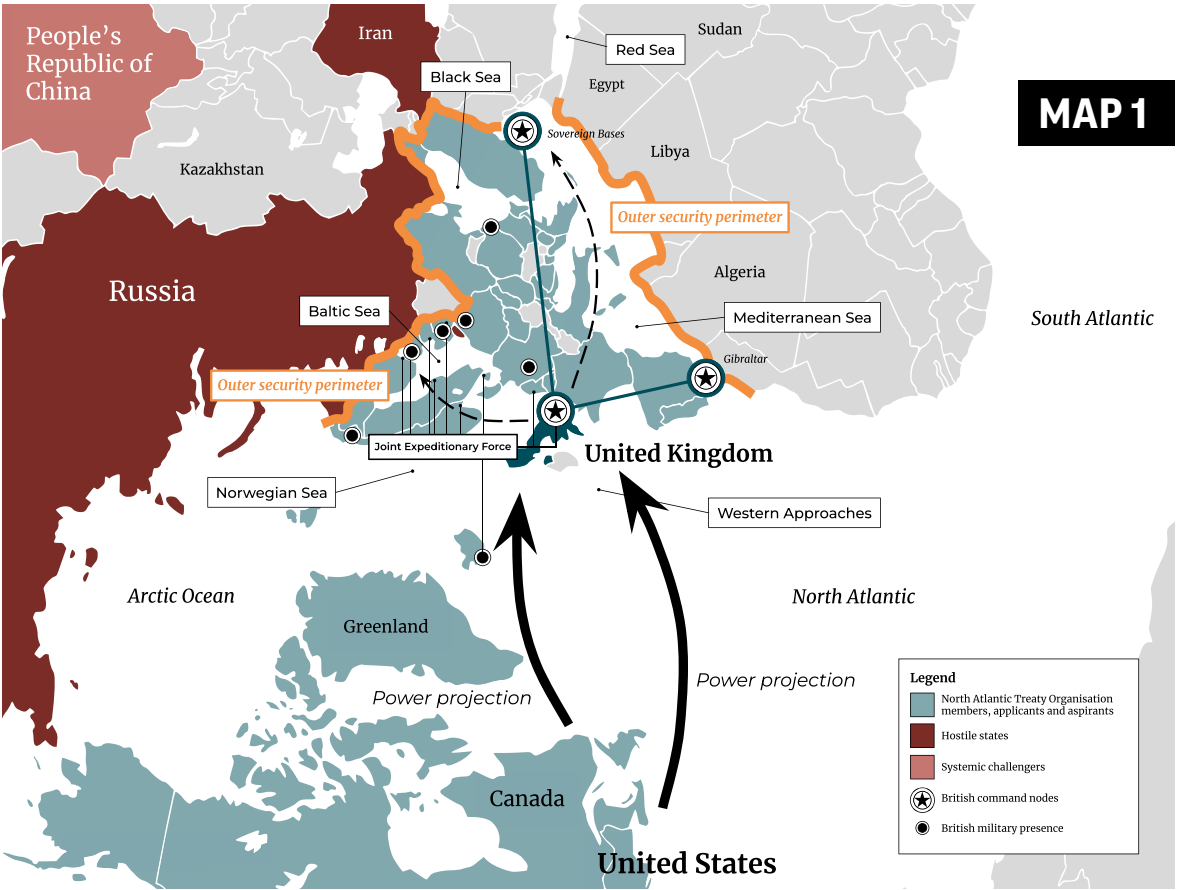 People's
Republic of
China
Iran
Sudan
Red Sea
Black Sea
Egypt
MAP 1
Sovereign Bases
Libya
Kazakhstan
Outer security perimeter
Algeria
Russia
Baltic Sea
Mediterranean Sea
South Atlantic
Gibraltar
Outer security perimeter
Joint Expeditionary Force
United Kingdom
Norwegian Sea
Western Approaches
Arctic Ocean
North Atlantic
Greenland
Power projection
Power projection
Canada
United States
Legend
North Atlantic Treaty Organisation
members, applicants and aspirants
Hostile states
Systemic challengers
British command nodes
British military presence